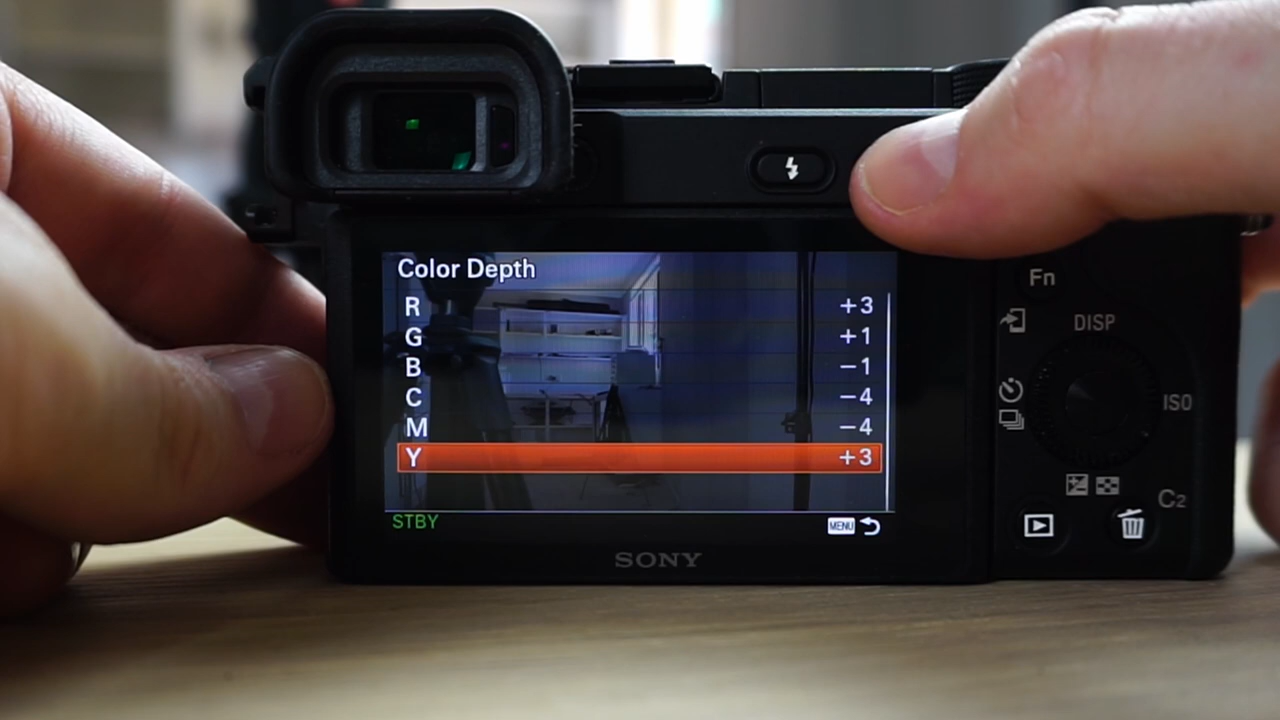 Color Depth
R +3
G +1
B −1
C −4
M −4
Y +3
STBY
MENU
SONY
Fn
DISP
ISO
C2